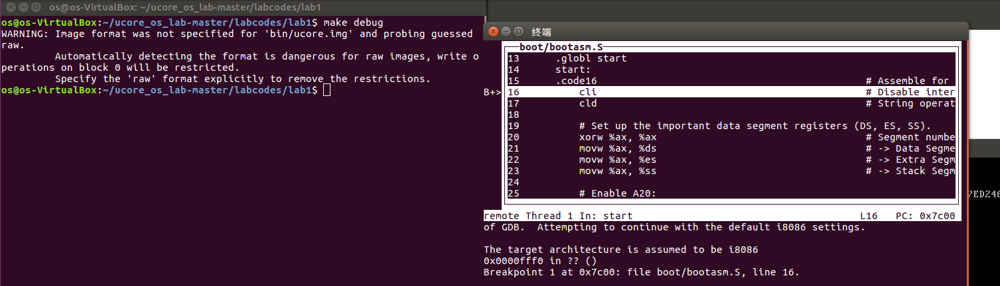 os@os-VirtualBox: ~/ucore_os_lab-master/labcodes/lab1
os@os-VirtualBox:~/ucore_os_lab-master/labcodes/lab1$ make debug
WARNING: Image format was not specified for 'bin/ucore.img' and probing guessed
raw.
         Automatically detecting the format is dangerous for raw images, write o
perations on block 0 will be restricted.
         Specify the 'raw' format explicitly to remove the restrictions.
os@os-VirtualBox:~/ucore_os_lab-master/labcodes/lab1$
终端
boot/bootasm.S
13      .globl start
14      start:
15      .code16                                             # Assemble for
B+> 16          cli                                             # Disable inter
17          cld                                             # String operat
18
19          # Set up the important data segment registers (DS, ES, SS).
20          xorw %ax, %ax                                   # Segment numbe
21          movw %ax, %ds                                   # -> Data Segme
22          movw %ax, %es                                   # -> Extra Segm
23          movw %ax, %ss                                   # -> Stack Segm
24
25          # Enable A20:
remote Thread 1 In: start                                      L16   PC: 0x7c00
of GDB.  Attempting to continue with the default i8086 settings.
The target architecture is assumed to be i8086
0x0000fff0 in ?? ()
Breakpoint 1 at 0x7c00: file boot/bootasm.S, line 16.
7ED246